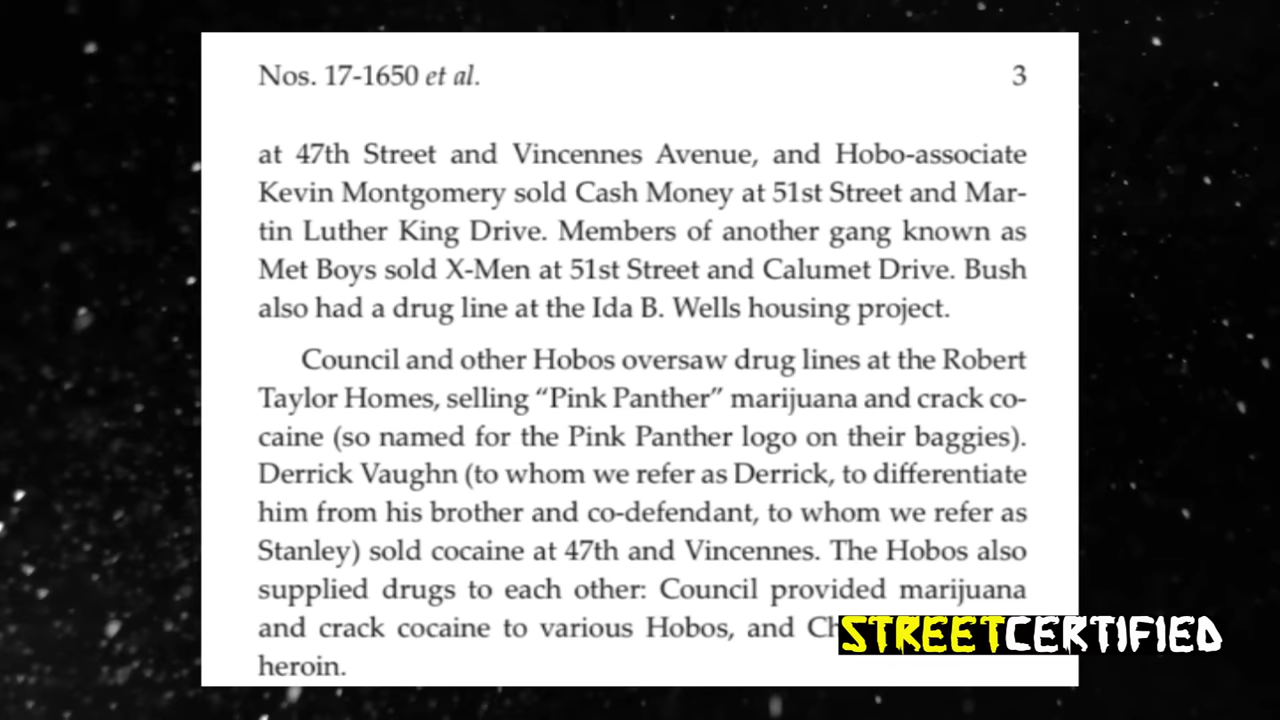 Nos. 17-1650 et al. 3
at 47th Street and Vincennes Avenue, and Hobo-associate
Kevin Montgomery sold Cash Money at 51st Street and Mar-
tin Luther King Drive. Members of another gang known as
Met Boys sold X-Men at 51st Street and Calumet Drive. Bush
also had a drug line at the Ida B. Wells housing project.
Council and other Hobos oversaw drug lines at the Robert
Taylor Homes, selling “Pink Panther” marijuana and crack co-
caine (so named for the Pink Panther logo on their baggies).
Derrick Vaughn (to whom we refer as Derrick, to differentiate
him from his brother and co-defendant, to whom we refer as
Stanley) sold cocaine at 47th and Vincennes. The Hobos also
supplied drugs to each other: Council provided marijuana
and crack cocaine to various Hobos, and
STREETCERTIFIED
heroin.